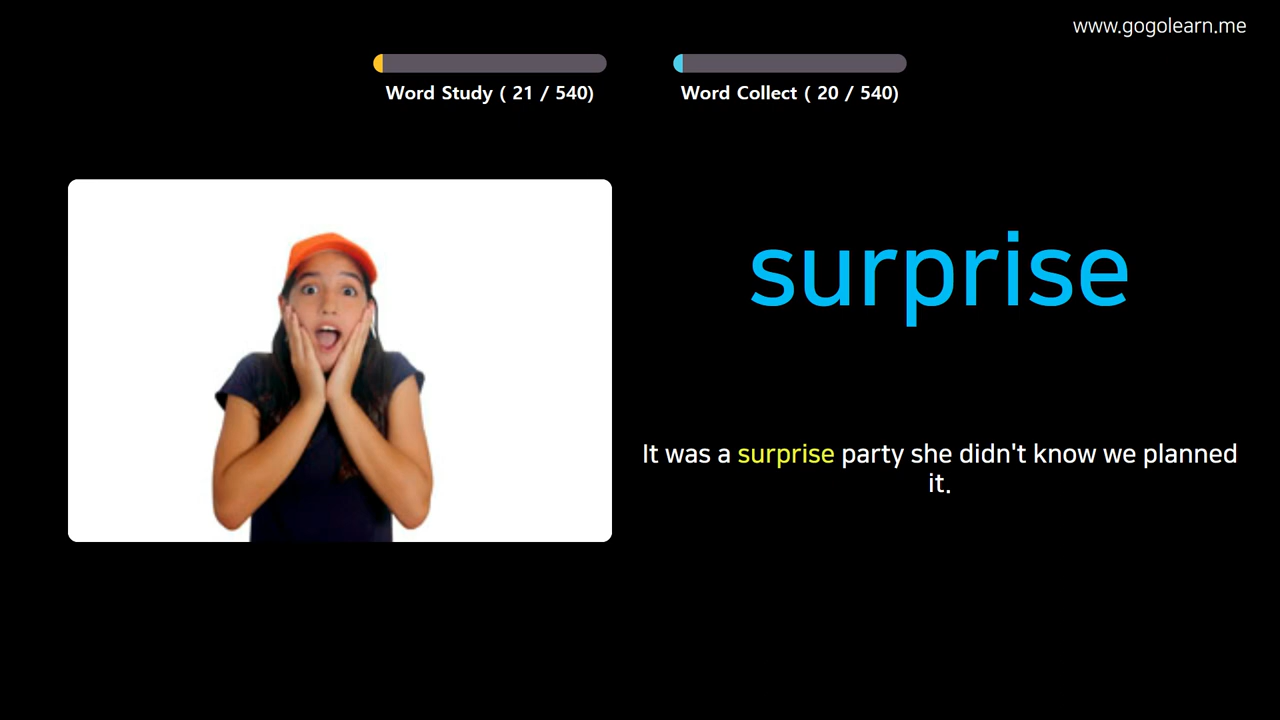 www.gogolearn.me
Word Study ( 21 / 540)
Word Collect ( 20 / 540)
surprise
It was a surprise party she didn't know we planned
it.